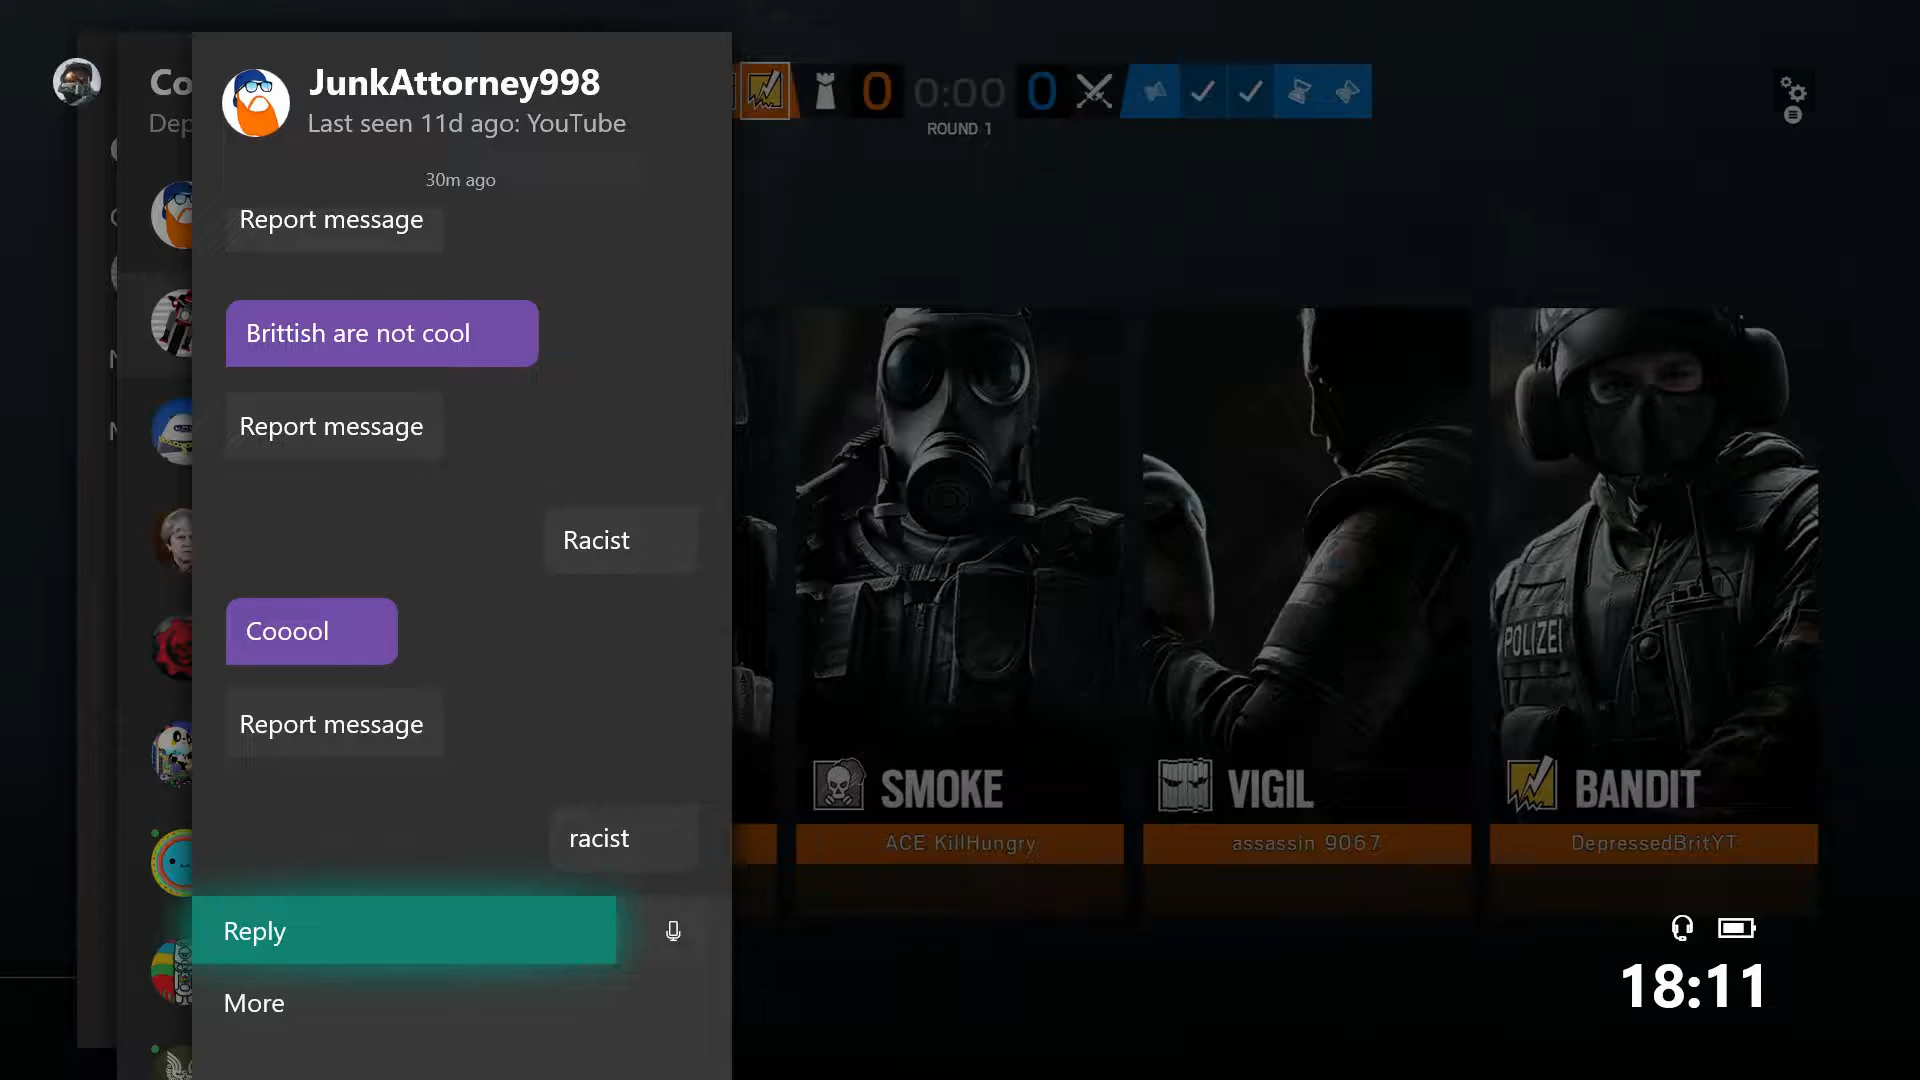 Co
Dep
JunkAttorney998
Last seen 11d ago: YouTube
30m ago
Report message
Brittish are not cool
Report message
Racist
Cooool
Report message
racist
Reply
More
0
0:00
0
ROUND 1
POLIZEI
SMOKE
VIGIL
BANDIT
ACE KillHungry
assassin 9067
DepressedBritYT
18:11